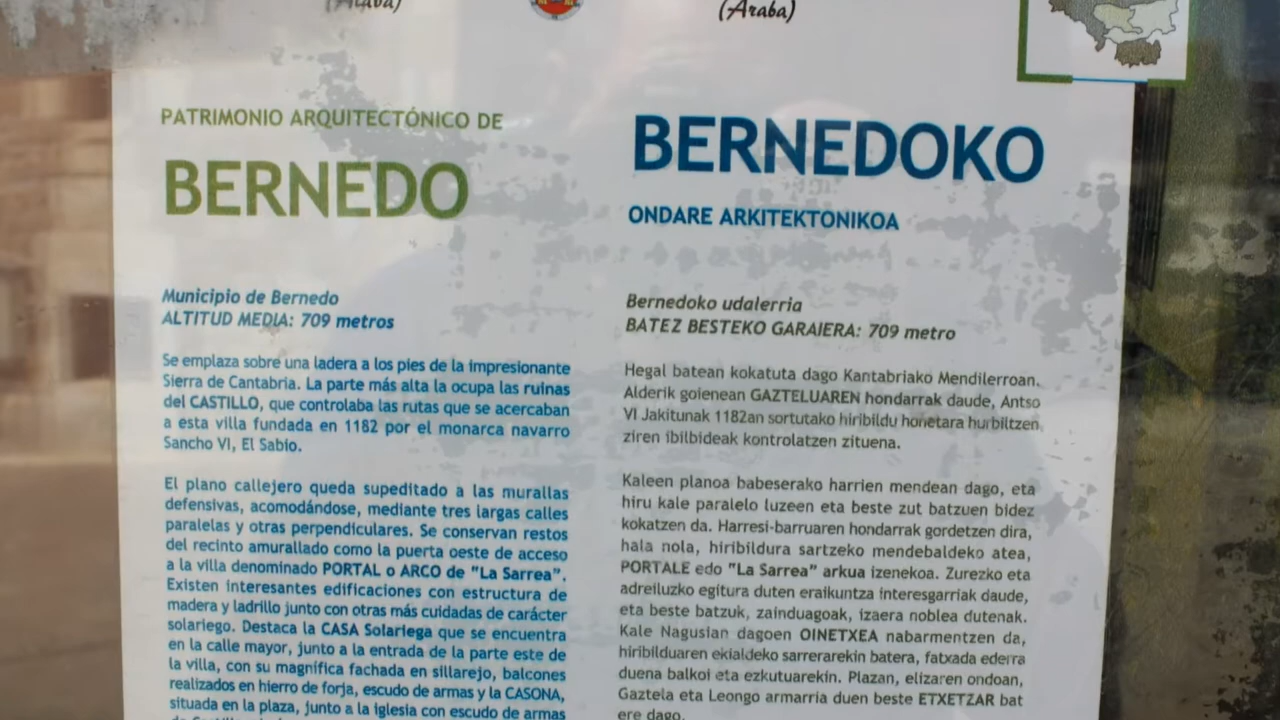 (Araba)
PATRIMONIO ARQUITECTÓNICO DE
BERNEDO
Municipio de Bernedo
ALTITUD MEDIA: 709 metros
Se emplaza sobre una ladera a los pies de la impresionante
Sierra de Cantabria. La parte más alta la ocupa las ruinas
del CASTILLO, que controlaba las rutas que se acercaban
a esta villa fundada en 1182 por el monarca navarro
Sancho VI, El Sabio.
El plano callejero queda supeditado a las murallas
defensivas, acomodándose, mediante tres largas calles
paralelas y otras perpendiculares. Se conservan restos
del recinto amurallado como la puerta oeste de acceso
a la villa denominado PORTAL o ARCO de "La Sarrea".
Existen interesantes edificaciones con estructura de
madera y ladrillo junto con otras más cuidadas de carácter
solariego. Destaca la CASA Solariega que se encuentra
en la calle mayor, junto a la entrada de la parte este de
la villa, con su magnífica fachada en sillarejo, balcones
realizados en hierro de forja, escudo de armas y la CASONA,
situada en la plaza, junto a la iglesia con escudo de armas
(Araba)
BERNEDOKO
ONDARE ARKITEKTONIKOA
Bernedoko udalerria
BATEZ BESTEKO GARAIERA: 709 metro
Hegal batean kokatuta dago Kantabriako Mendilerroan.
Alderik goienean GAZTELUAREN hondarrak daude, Antso
VI Jakitunak 1182an sortutako hiribildu honetara hurbiltzen
ziren ibilbideak kontrolatzen zituena.
Kaleen planoa babeserako harrien mendean dago, eta
hiru kale paralelo luzeen eta beste zut batzuen bidez
kokatzen da. Harresi-barruaren hondarrak gordetzen dira,
hala nola, hiribildura sartzeko mendebaldeko atea,
PORTALE edo "La Sarrea" arkua izenekoa. Zurezko eta
adreiluzko egitura duten eraikuntza interesgarriak daude,
eta beste batzuk, zainduagoak, izaera noblea dutenak.
Kale Nagusian dagoen OINETXEA nabarmentzen da,
hiribilduaren ekialdeko sarrerarekin batera, fatxada ederra
duena balkoi eta ezkutuarekin. Plazan, elizaren ondoan,
Gaztela eta Leongo armarria duen beste ETXETZAR bat
ere dago.